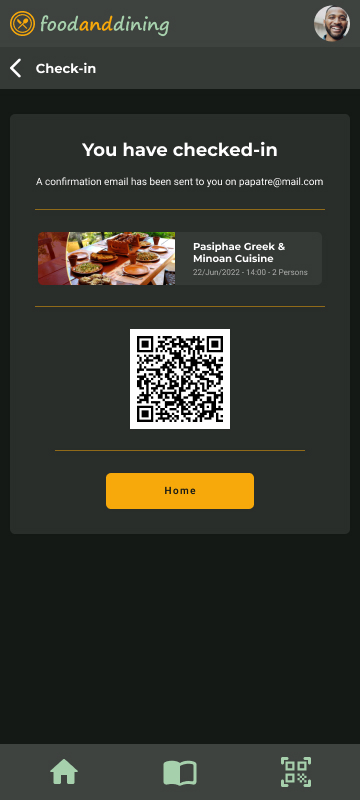 foodanddining
Check-in
You have checked-in
A confirmation email has been sent to you on papatre@mail.com
Pasiphae Greek &
Minoan Cuisine
22/Jun/2022 - 14:00 - 2 Persons
Home